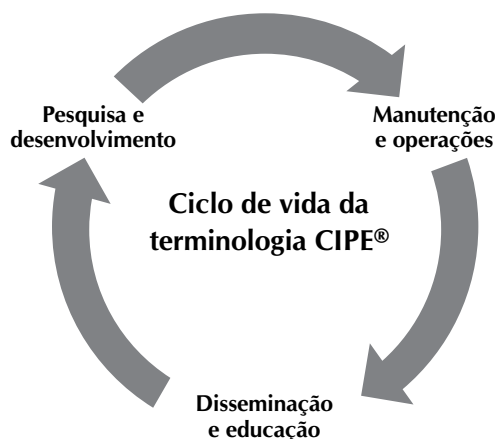 Pesquisa e
desenvolvimento
Manutenção
e operações
Ciclo de vida da
terminologia CIPE®
Disseminação
e educação